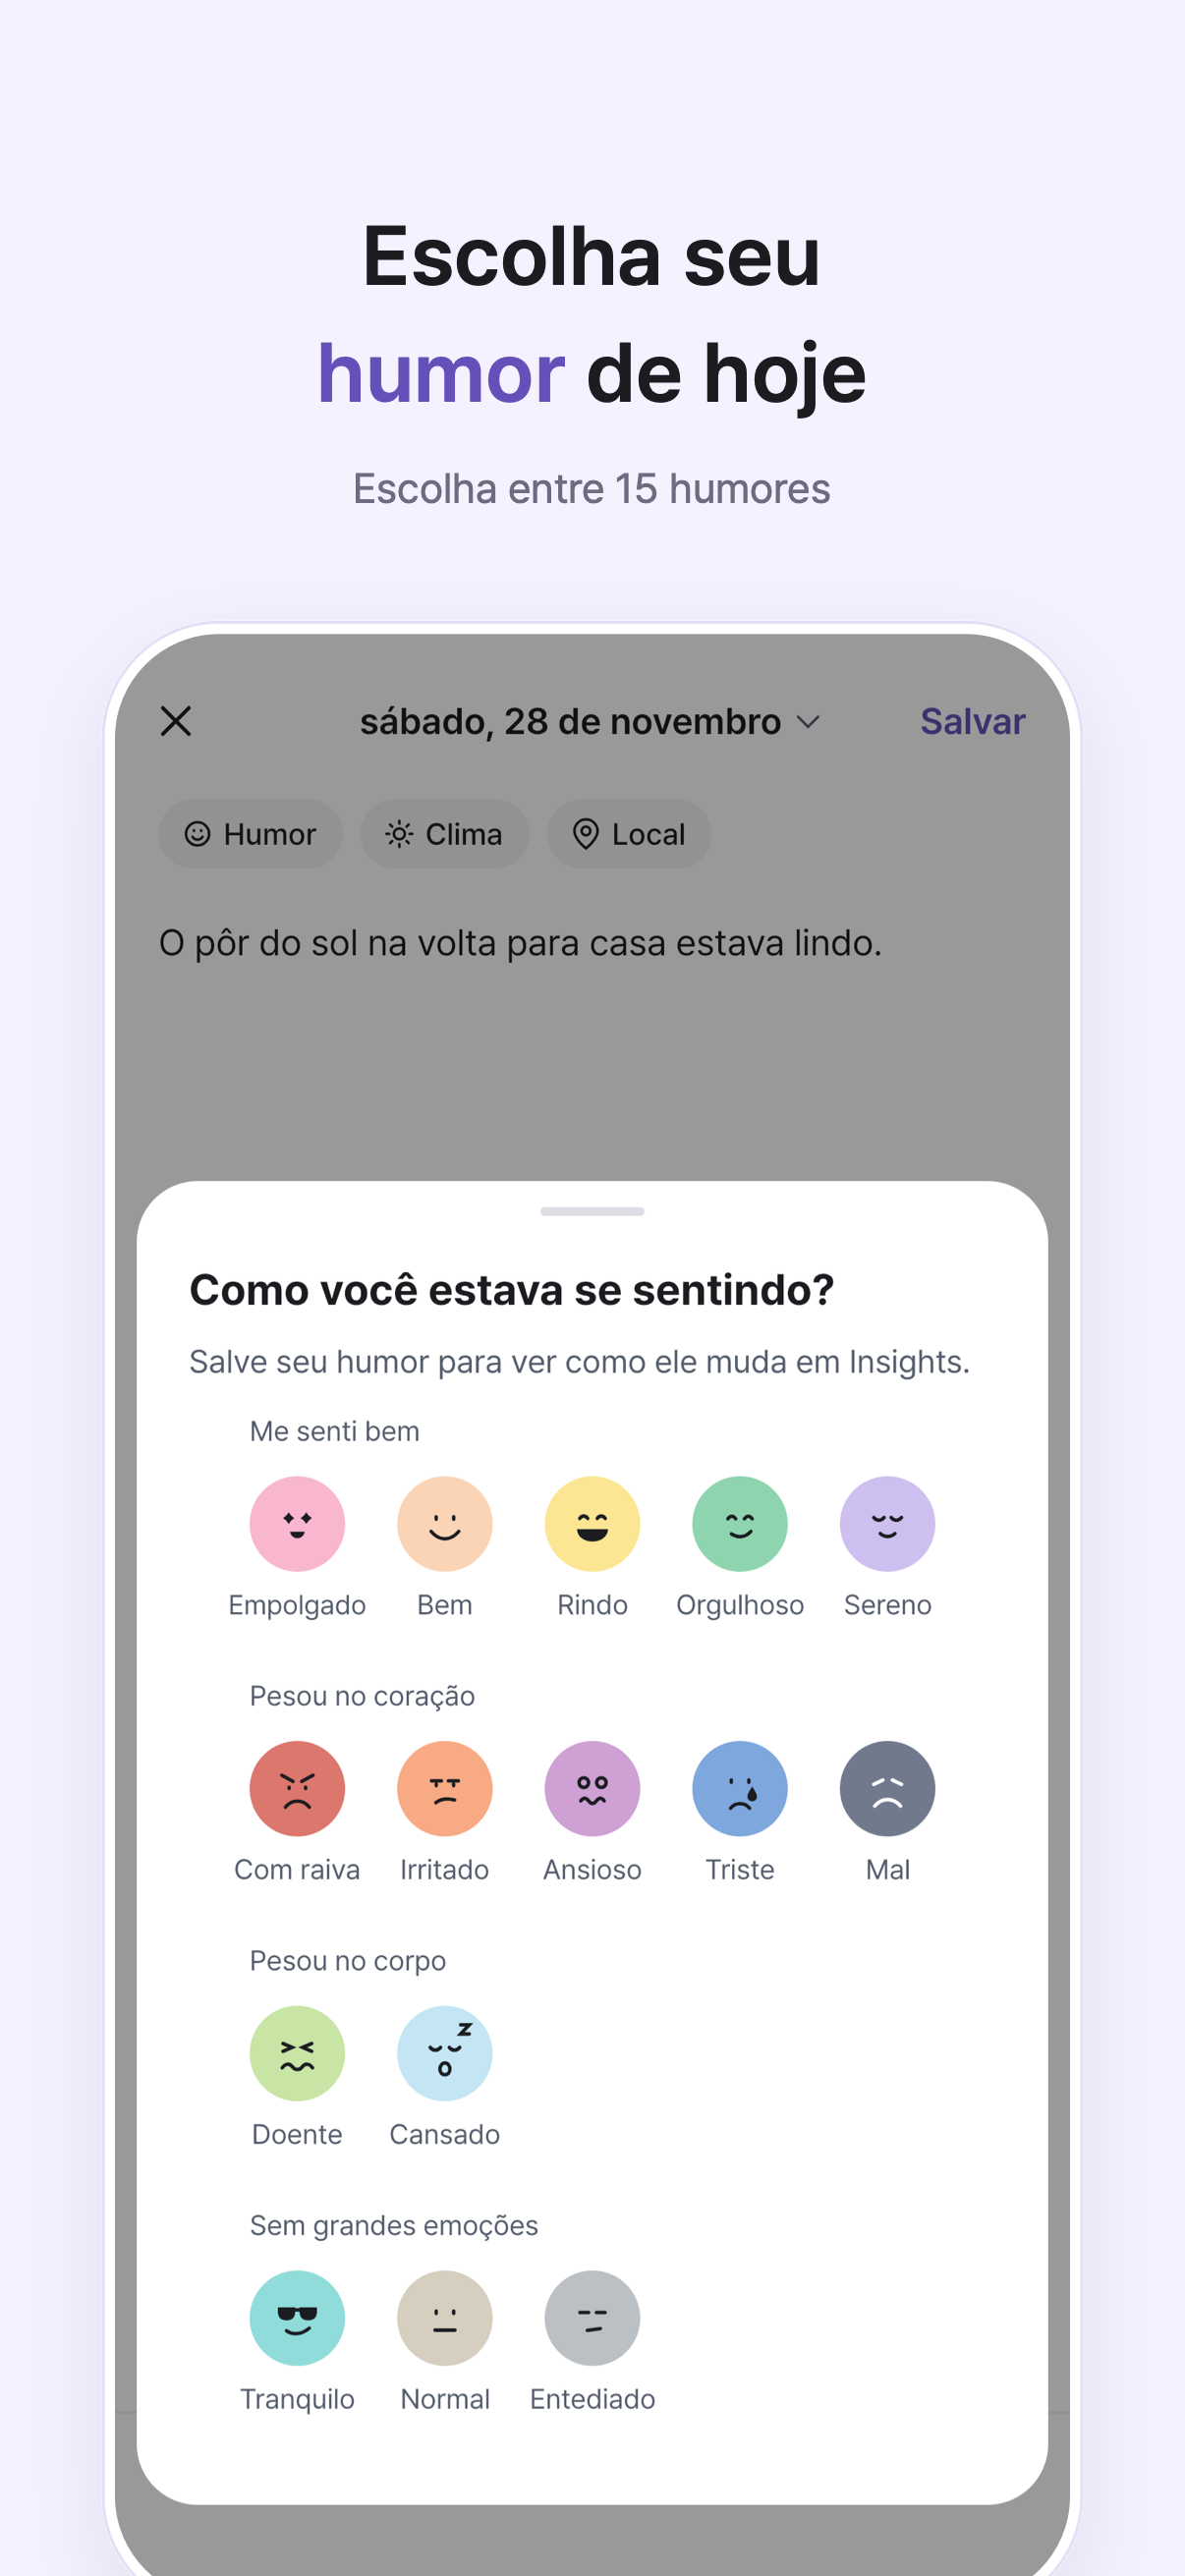 Escolha seu
humor de hoje
Escolha entre 15 humores
sábado, 28 de novembro
Salvar
Humor
Clima
Local
O pôr do sol na volta para casa estava lindo.
Como você estava se sentindo?
Salve seu humor para ver como ele muda em Insights.
Me senti bem
Empolgado
Bem
Rindo
Orgulhoso
Sereno
Pesou no coração
Com raiva
Irritado
Ansioso
Triste
Mal
Pesou no corpo
Doente
Cansado
Sem grandes emoções
Tranquilo
Normal
Entediado